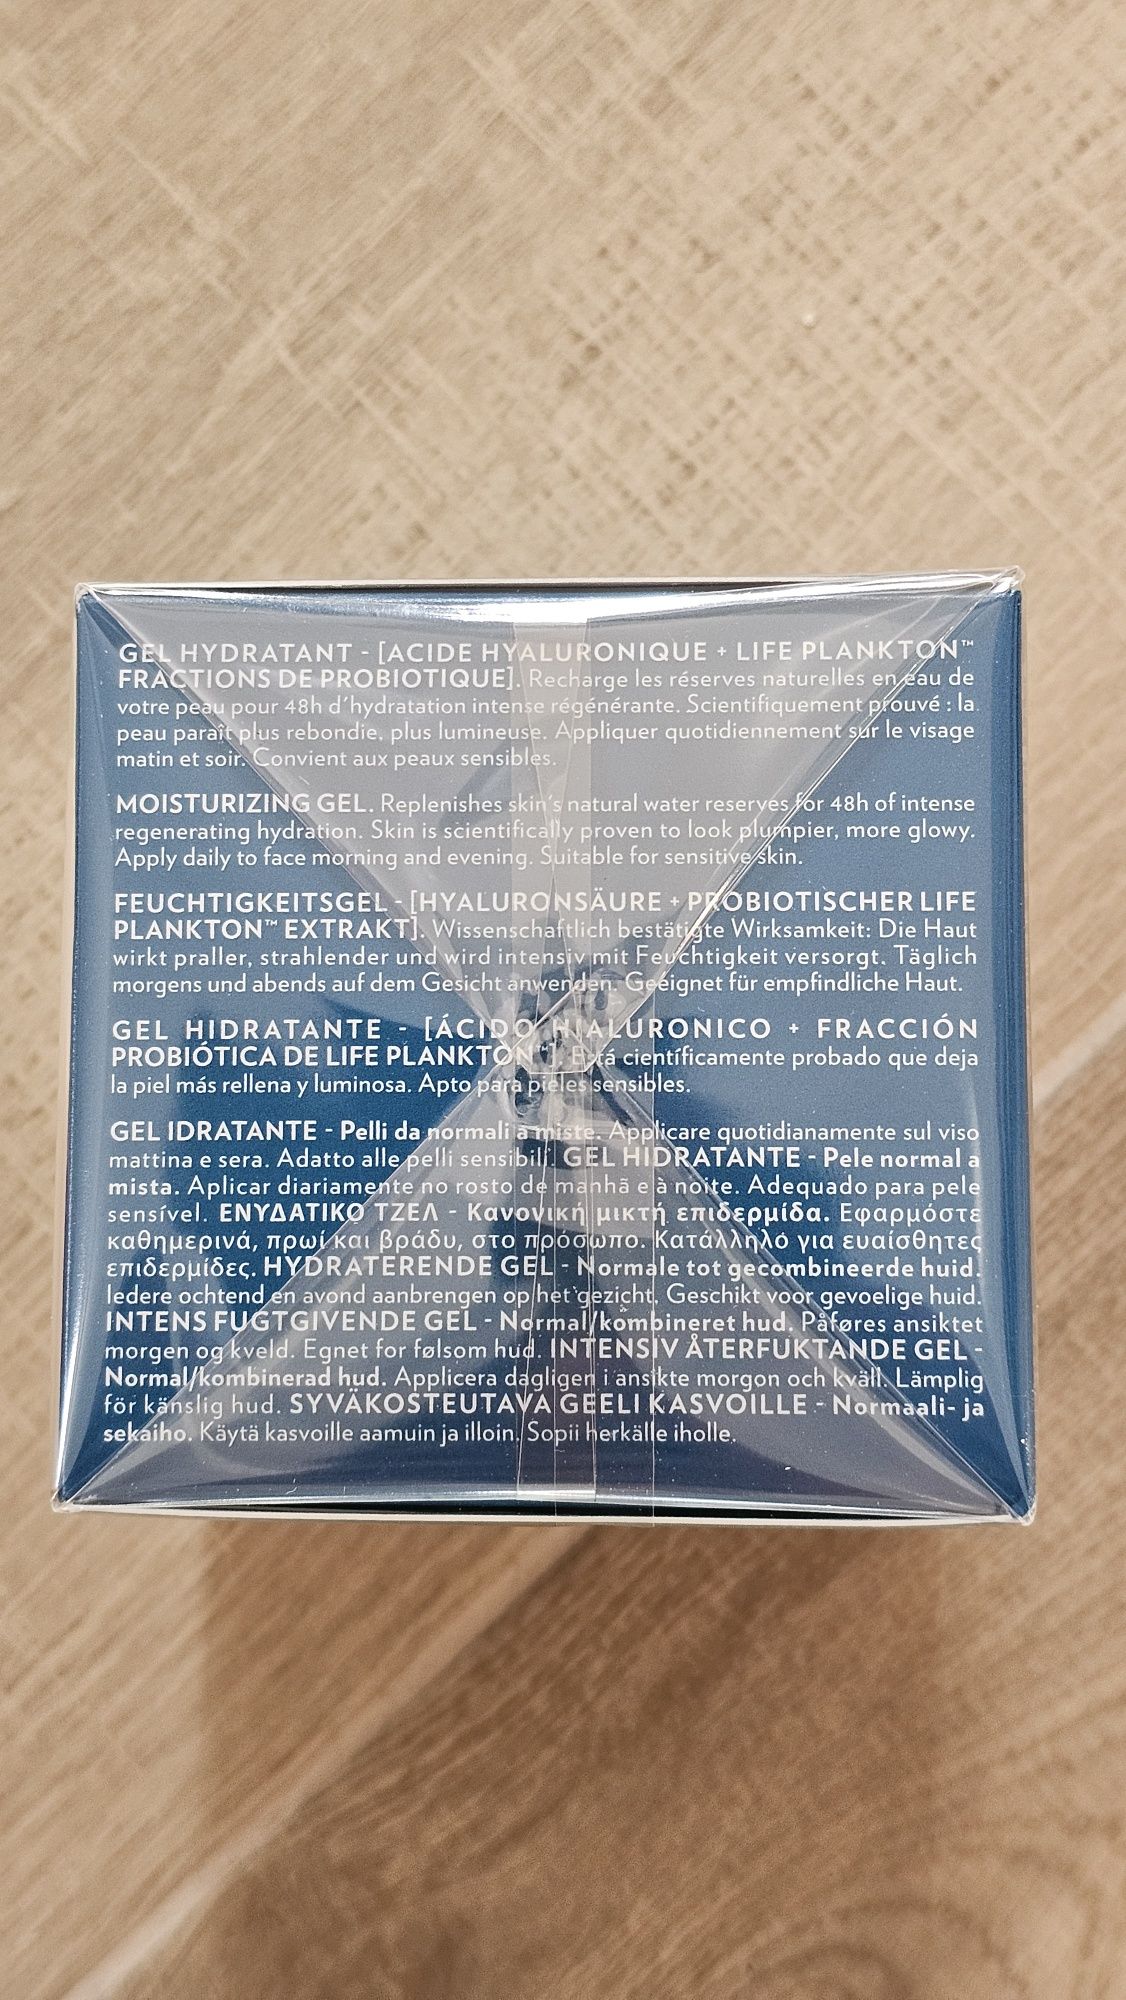 GEL HYDRATANT - [ACIDE HYALURONIQUE + LIFE PLANKTON™
FRACTIONS DE PROBIOTIQUE]. Recharge les réserves naturelles en eau de
votre peau pour 48h d'hydratation intense régénérante. Scientifiquement prouvé : la
peau paraît plus rebondie, plus lumineuse. Appliquer quotidiennement sur le visage
matin et soir. Convient aux peaux sensibles.
MOISTURIZING GEL. Replenishes skin's natural water reserves for 48h of intense
regenerating hydration. Skin is scientifically proven to look plumpier, more glowy.
Apply daily to face morning and evening. Suitable for sensitive skin.
FEUCHTIGKEITSGEL - [HYALURONSÄURE + PROBIOTISCHER LIFE
PLANKTON™ EXTRAKT]. Wissenschaftlich bestätigte Wirksamkeit: Die Haut
wirkt praller, strahlender und wird intensiv mit Feuchtigkeit versorgt. Täglich
morgens und abends auf dem Gesicht anwenden. Geeignet für empfindliche Haut.
GEL HIDRATANTE - [ÁCIDO HIALURONICO + FRACCIÓN
PROBIÓTICA DE LIFE PLANKTON™]. Está científicamente probado que deja
la piel más rellena y luminosa. Apto para pieles sensibles.
GEL IDRATANTE - Pelli da normali a miste. Applicare quotidianamente sul viso
mattina e sera. Adatto alle pelli sensibili. GEL HIDRATANTE - Pele normal a
mista. Aplicar diariamente no rosto de manhã e à noite. Adequado para pele
sensível. ΕΝΥΔΑΤΙΚΟ ΤΖΕΛ - Κανονική μικτή επιδερμίδα. Εφαρμόστε
καθημερινά, πρωί και βράδυ, στο πρόσωπο. Κατάλληλό για ευαίσθητες
επιδερμίδες. HYDRATERENDE GEL - Normale tot gecombineerde huid.
Iedere ochtend en avond aanbrengen op het gezicht. Geschikt voor gevoelige huid.
INTENS FUGTGIVENDE GEL - Normal/kombineret hud. Påføres ansiktet
morgen og kveld. Egnet for følsom hud. INTENSIV ÅTERFUKTANDE GEL -
Normal/kombinerad hud. Applicera dagligen i ansikte morgon och kväll. Lämplig
för känslig hud. SYVÄKOSTEUTAVA GEELI KASVOILLE - Normaali- ja
sekaiho. Käytä kasvoille aamuin ja illoin. Sopii herkälle iholle.